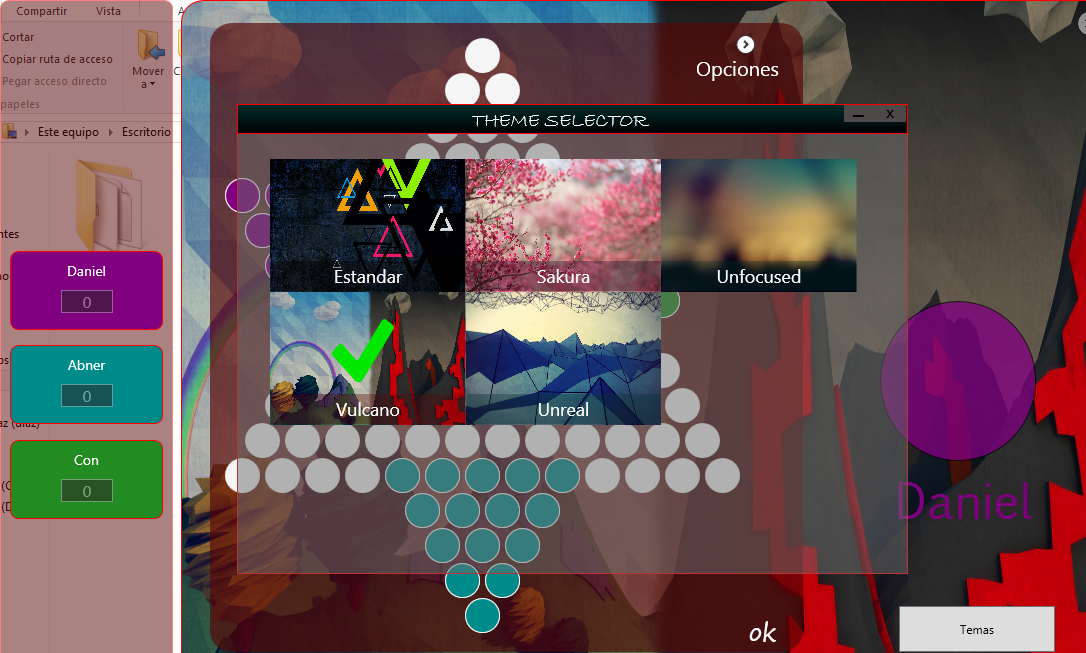 Compartir
Vista
Cortar
Copiar ruta de acceso
Pegar acceso directo
papeles
Mover
a
Este equipo
Escritorio
Opciones
THEME SELECTOR
X
Estandar
Sakura
Unfocused
Vulcano
Unreal
ntes
Daniel
0
Abner
0
Con
0
Daniel
ok
Temas